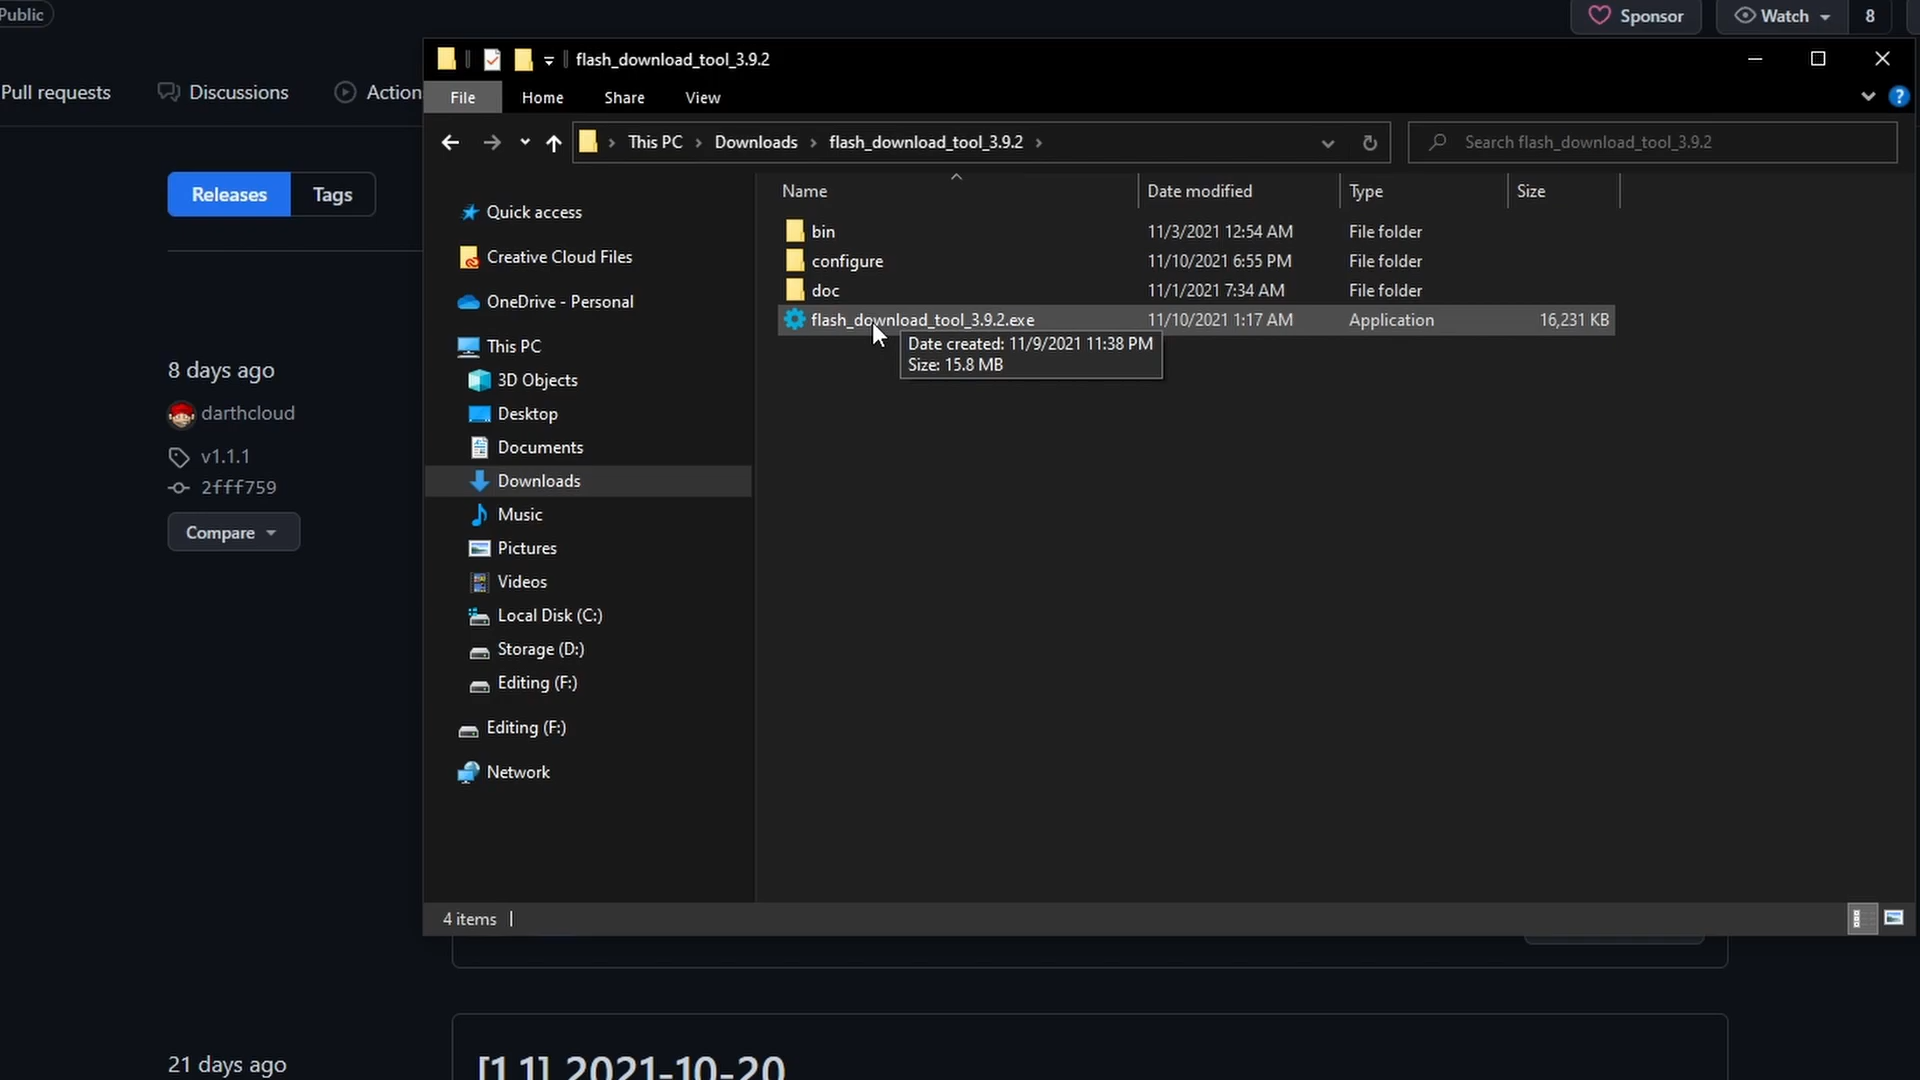 Public
Sponsor
Watch
8
Pull requests
Discussions
Action
flash_download_tool_3.9.2
File
Home
Share
View
This PC
Downloads
flash_download_tool_3.9.2
Search flash_download_tool_3.9.2
Releases
Tags
8 days ago
darthcloud
v1.1.1
2fff759
Compare
Quick access
Creative Cloud Files
OneDrive - Personal
This PC
3D Objects
Desktop
Documents
Downloads
Music
Pictures
Videos
Local Disk (C:)
Storage (D:)
Editing (F:)
Editing (F:)
Network
Name Date modified Type Size
bin 11/3/2021 12:54 AM File folder
configure 11/10/2021 6:55 PM File folder
doc 11/1/2021 7:34 AM File folder
flash_download_tool_3.9.2.exe 11/10/2021 1:17 AM Application 16,231 KB
Date created: 11/9/2021 11:38 PM
Size: 15.8 MB
4 items
21 days ago
[1.1] 2021-10-20